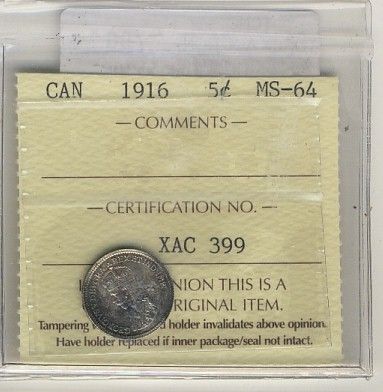 CAN 1916 5¢ MS-64
— COMMENTS —
— CERTIFICATION NO. —
XAC 399
NION THIS IS A
RIGINAL ITEM.
Tampering holder invalidates above opinion.
Have holder replaced if inner package/seal not intact.